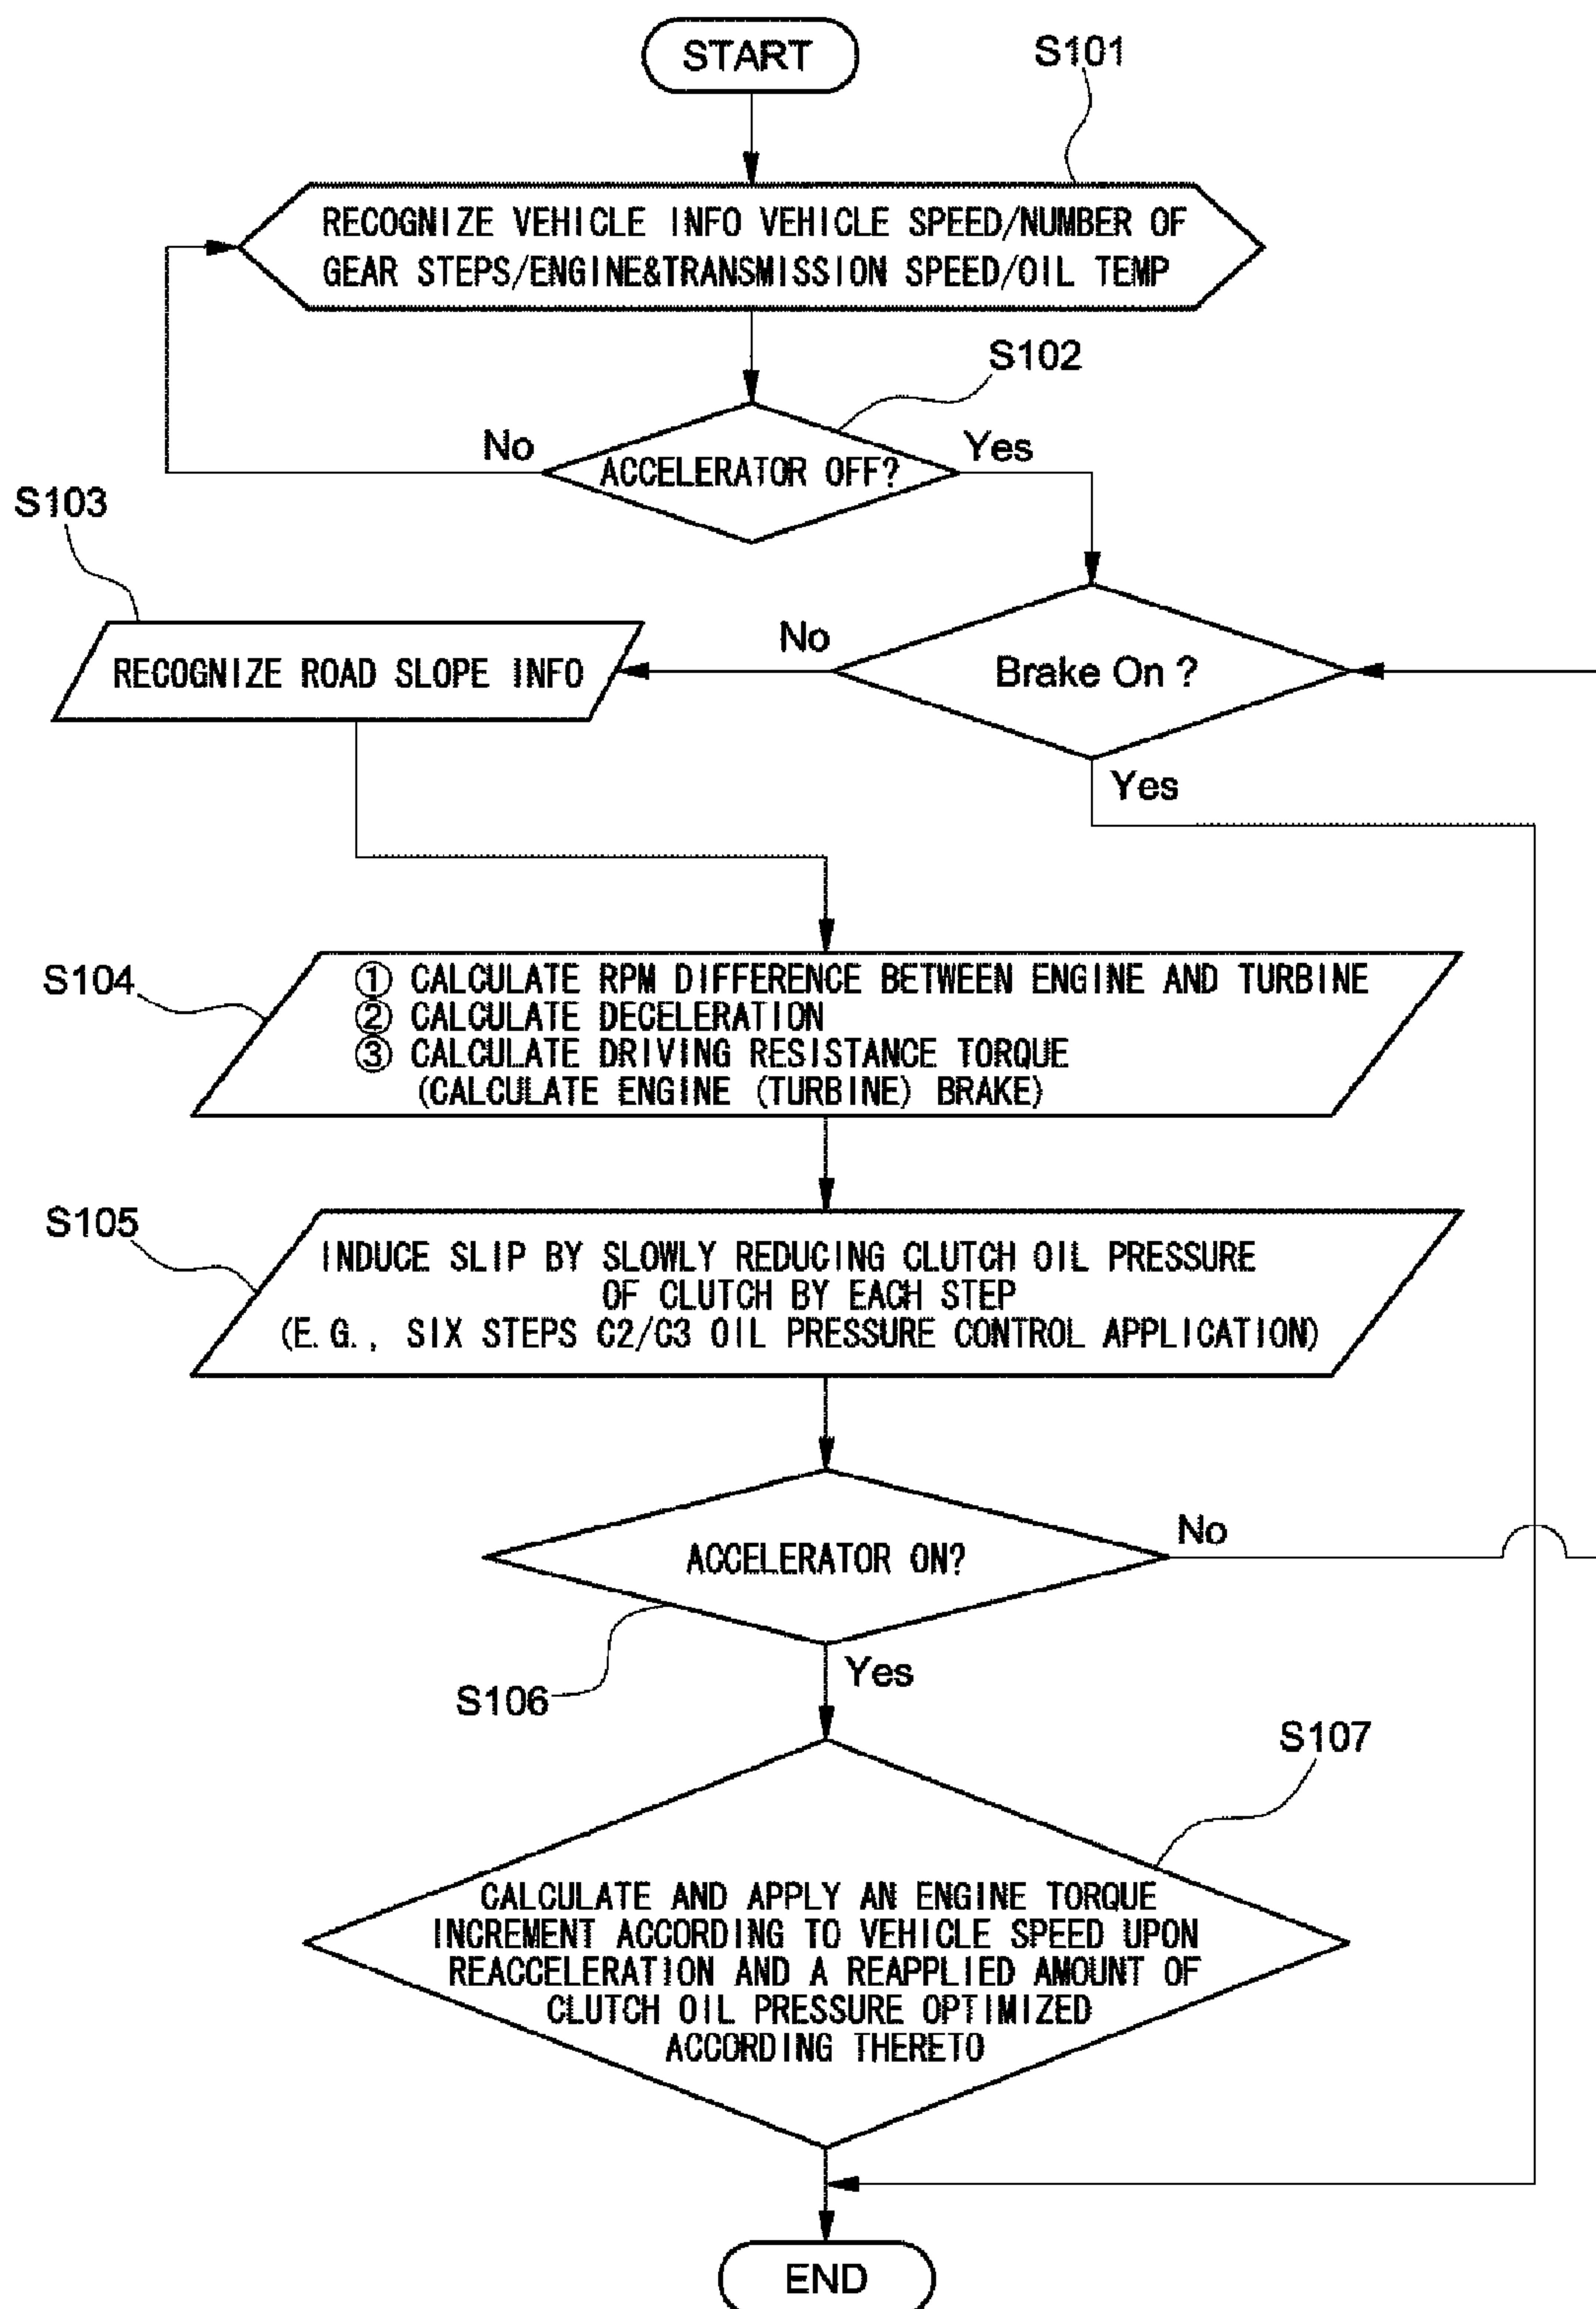 START
S101
RECOGNIZE VEHICLE INFO VEHICLE SPEED/NUMBER OF
GEAR STEPS/ENGINE&TRANSMISSION SPEED/OIL TEMP
S102
No
Yes
ACCELERATOR OFF?
S103
RECOGNIZE ROAD SLOPE INFO
No
Brake On ?
Yes
S104
① CALCULATE RPM DIFFERENCE BETWEEN ENGINE AND TURBINE
② CALCULATE DECELERATION
③ CALCULATE DRIVING RESISTANCE TORQUE
(CALCULATE ENGINE (TURBINE) BRAKE)
S105
INDUCE SLIP BY SLOWLY REDUCING CLUTCH OIL PRESSURE
OF CLUTCH BY EACH STEP
(E.G., SIX STEPS C2/C3 OIL PRESSURE CONTROL APPLICATION)
ACCELERATOR ON?
No
S106
Yes
S107
CALCULATE AND APPLY AN ENGINE TORQUE
INCREMENT ACCORDING TO VEHICLE SPEED UPON
REACCELERATION AND A REAPPLIED AMOUNT OF
CLUTCH OIL PRESSURE OPTIMIZED
ACCORDING THERETO
END